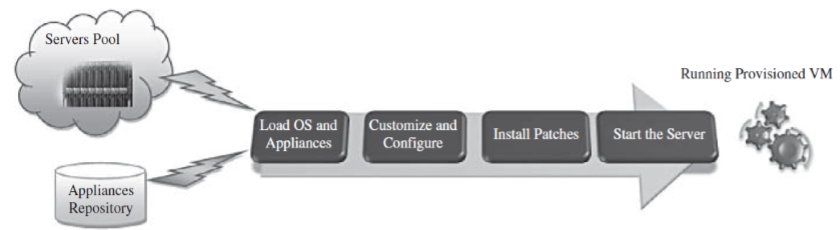 Servers Pool
Appliances
Repository
Load OS and
Appliances
Customize and
Configure
Install Patches
Start the Server
Running Provisioned VM